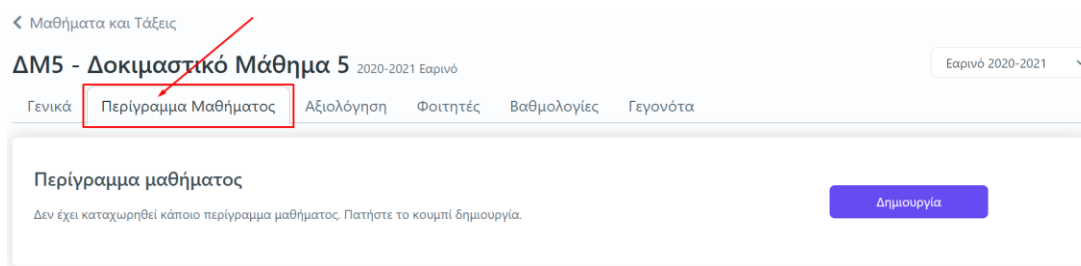 Μαθήματα και Τάξεις
ΔΜ5 - Δοκιμαστικό Μάθημα 5 2020-2021 Εαρινό
Εαρινό 2020-2021
Γενικά Περίγραμμα Μαθήματος Αξιολόγηση Φοιτητές Βαθμολογίες Γεγονότα
Περίγραμμα μαθήματος
Δεν έχει καταχωρηθεί κάποιο περίγραμμα μαθήματος. Πατήστε το κουμπί δημιουργία.
Δημιουργία